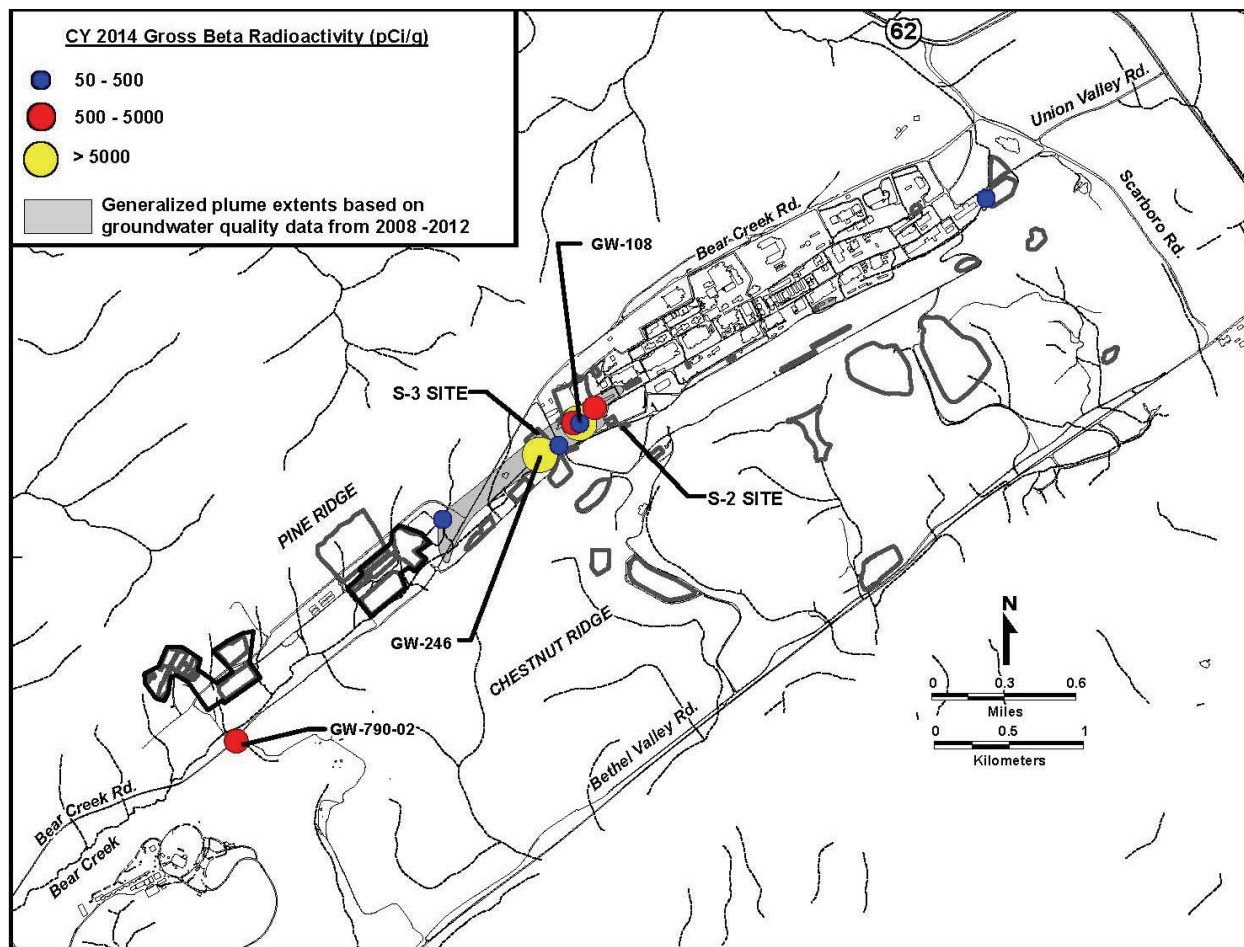 CY 2014 Gross Beta Radioactivity (pCi/g)
50 - 500
500 - 5000
> 5000
Generalized plume extents based on
groundwater quality data from 2008 -2012
62
Union Valley Rd.
Scarboro Rd.
Bear Creek Rd.
GW-108
S-3 SITE
S-2 SITE
PINE RIDGE
GW-246
CHESTNUT RIDGE
GW-790-02
Bethel Valley Rd.
Bear Creek Rd.
Bear Creek
N
0 0.3 0.6
Miles
0 0.5 1
Kilometers